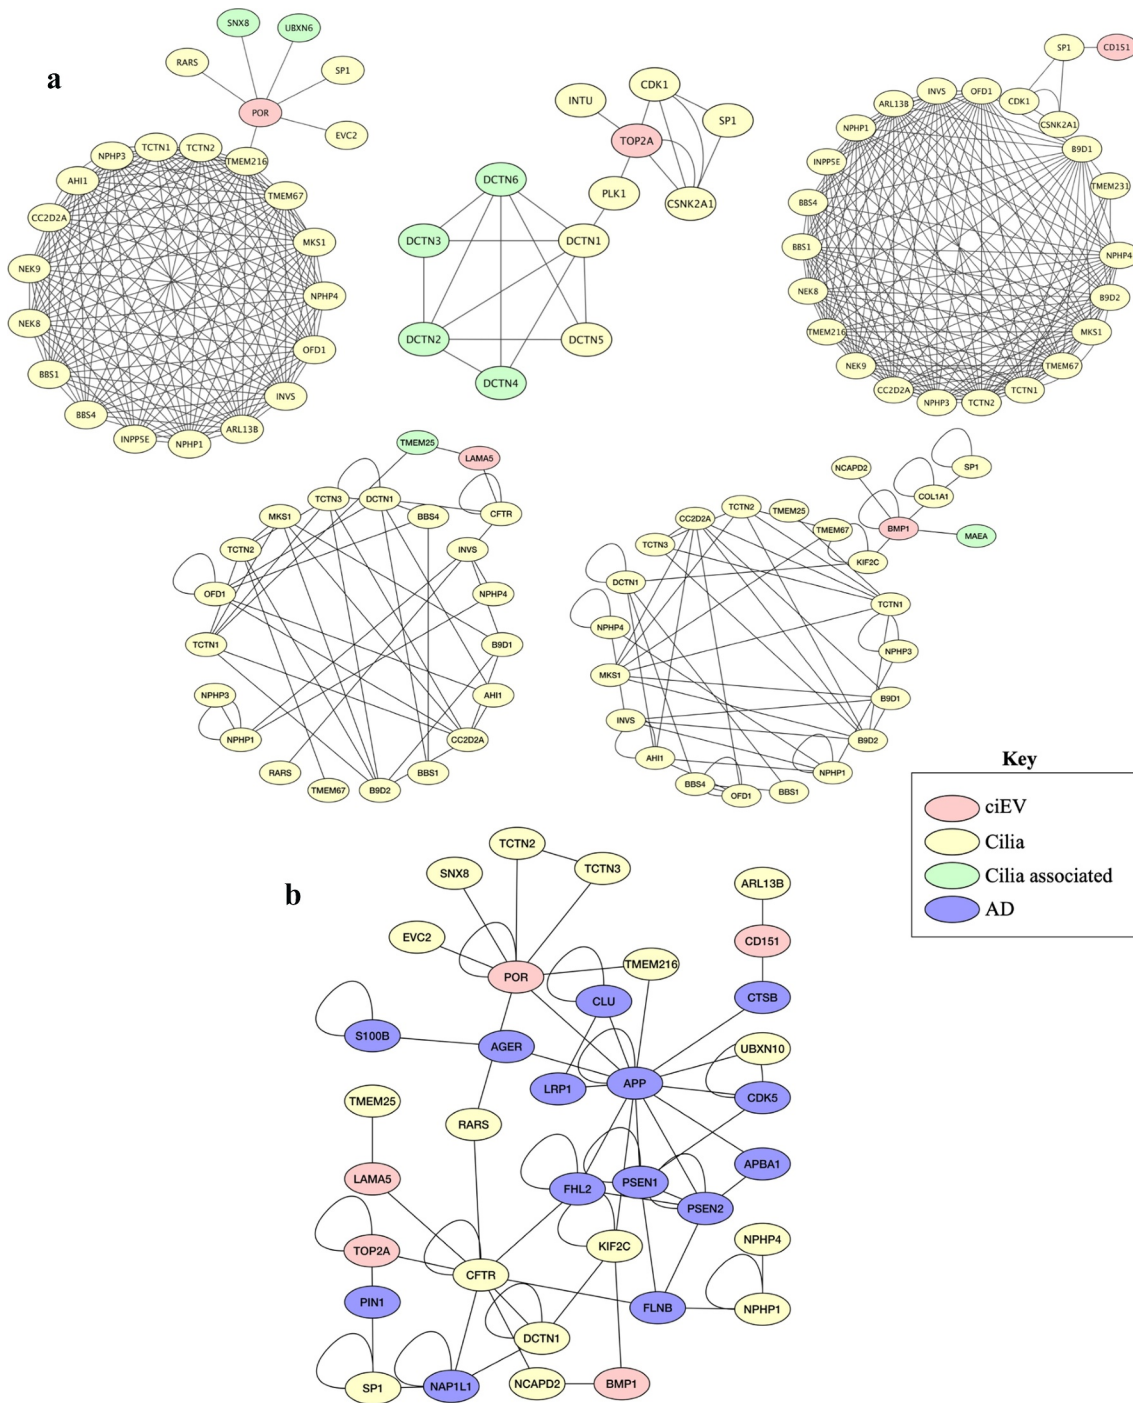 a
SNX8
UBXN6
RARS
SP1
POR
EVC2
TCTN1
TCTN2
NPHP3
TMEM216
AHI1
TMEM67
CC2D2A
MKS1
NEK9
NPHP4
NEK8
OFD1
BBS1
INVS
BBS4
ARL13B
INPP5E
NPHP1
CDK1
INTU
SP1
TOP2A
PLK1
CSNK2A1
DCTN6
DCTN3
DCTN1
DCTN2
DCTN5
DCTN4
SP1
CD151
INVS
OFD1
CDK1
ARL13B
CSNK2A1
NPHP1
B9D1
INPP5E
TMEM231
BBS4
BBS1
NPHP4
NEK8
B9D2
TMEM216
MKS1
NEK9
TMEM67
CC2D2A
TCTN1
NPHP3
TCTN2
TMEM25
LAMA5
TCTN3
DCTN1
CFTR
MKS1
BBS4
TCTN2
INVS
OFD1
NPHP4
TCTN1
B9D1
NPHP3
AHI1
NPHP1
CC2D2A
RARS
BBS1
TMEM67
B9D2
NCAPD2
SP1
COL1A1
TCTN2
TMEM25
CC2D2A
TMEM67
BMP1
MAEA
TCTN3
KIF2C
DCTN1
TCTN1
NPHP4
NPHP3
MKS1
B9D1
INVS
B9D2
AHI1
NPHP1
BBS4
OFD1
BBS1
Key
ciEV
Cilia
Cilia associated
AD
b
TCTN2
SNX8
TCTN3
ARL13B
EVC2
CD151
POR
TMEM216
CLU
CTSB
S100B
AGER
UBXN10
LRP1
APP
CDK5
TMEM25
RARS
APBA1
LAMA5
FHL2
PSEN1
PSEN2
TOP2A
KIF2C
NPHP4
CFTR
PIN1
FLNB
NPHP1
DCTN1
SP1
NAP1L1
NCAPD2
BMP1